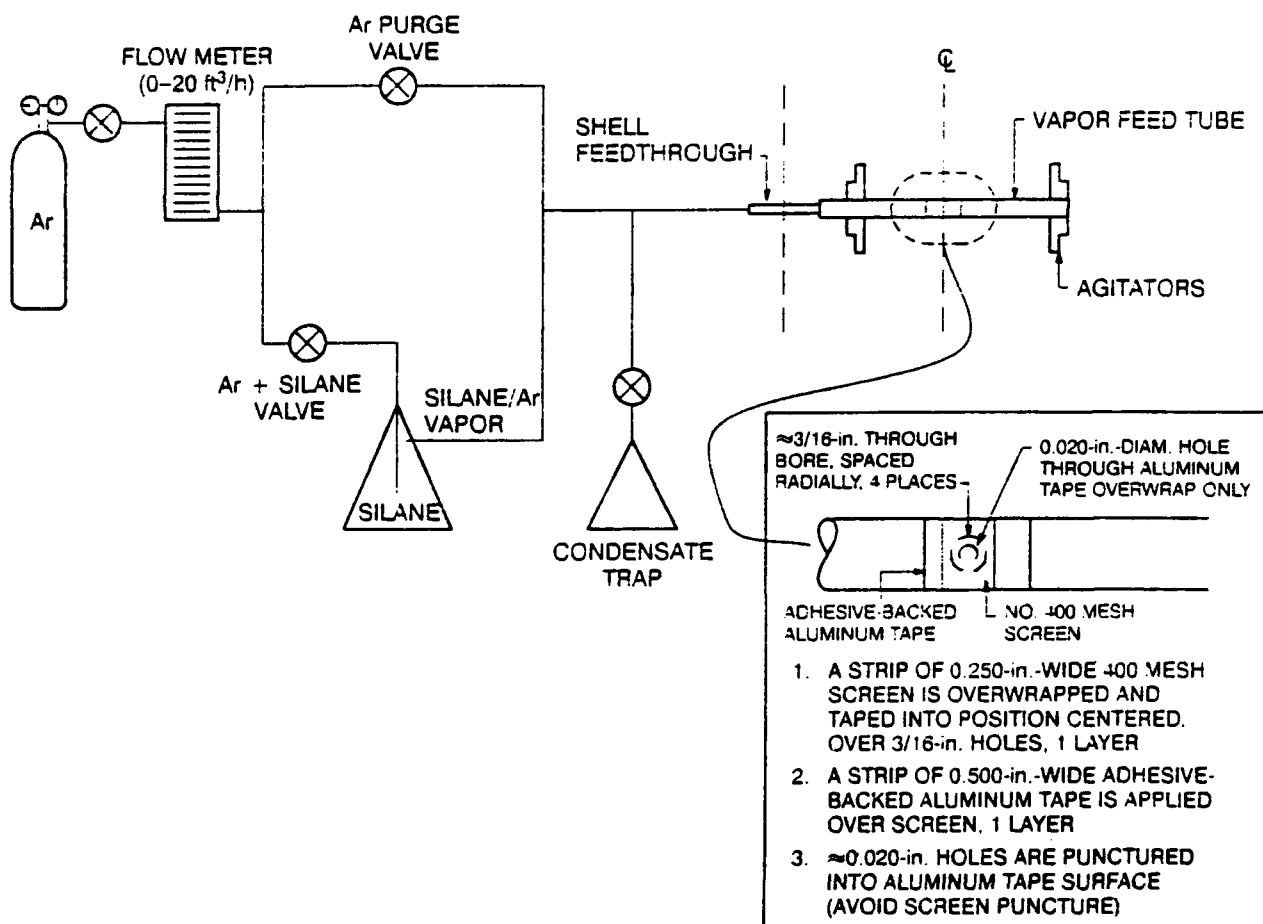 Ar PURGE
VALVE
FLOW METER
(0–20 ft³/h)
Ar
Ar + SILANE
VALVE
SILANE/Ar
VAPOR
SILANE
CONDENSATE
TRAP
SHELL
FEEDTHROUGH
℄
VAPOR FEED TUBE
AGITATORS
≈3/16-in. THROUGH
BORE, SPACED
RADIALLY, 4 PLACES
0.020-in.-DIAM. HOLE
THROUGH ALUMINUM
TAPE OVERWRAP ONLY
ADHESIVE-BACKED
ALUMINUM TAPE
NO. 400 MESH
SCREEN
1. A STRIP OF 0.250-in.-WIDE 400 MESH
SCREEN IS OVERWRAPPED AND
TAPED INTO POSITION CENTERED,
OVER 3/16-in. HOLES, 1 LAYER
2. A STRIP OF 0.500-in.-WIDE ADHESIVE-
BACKED ALUMINUM TAPE IS APPLIED
OVER SCREEN, 1 LAYER
3. ≈0.020-in. HOLES ARE PUNCTURED
INTO ALUMINUM TAPE SURFACE
(AVOID SCREEN PUNCTURE)